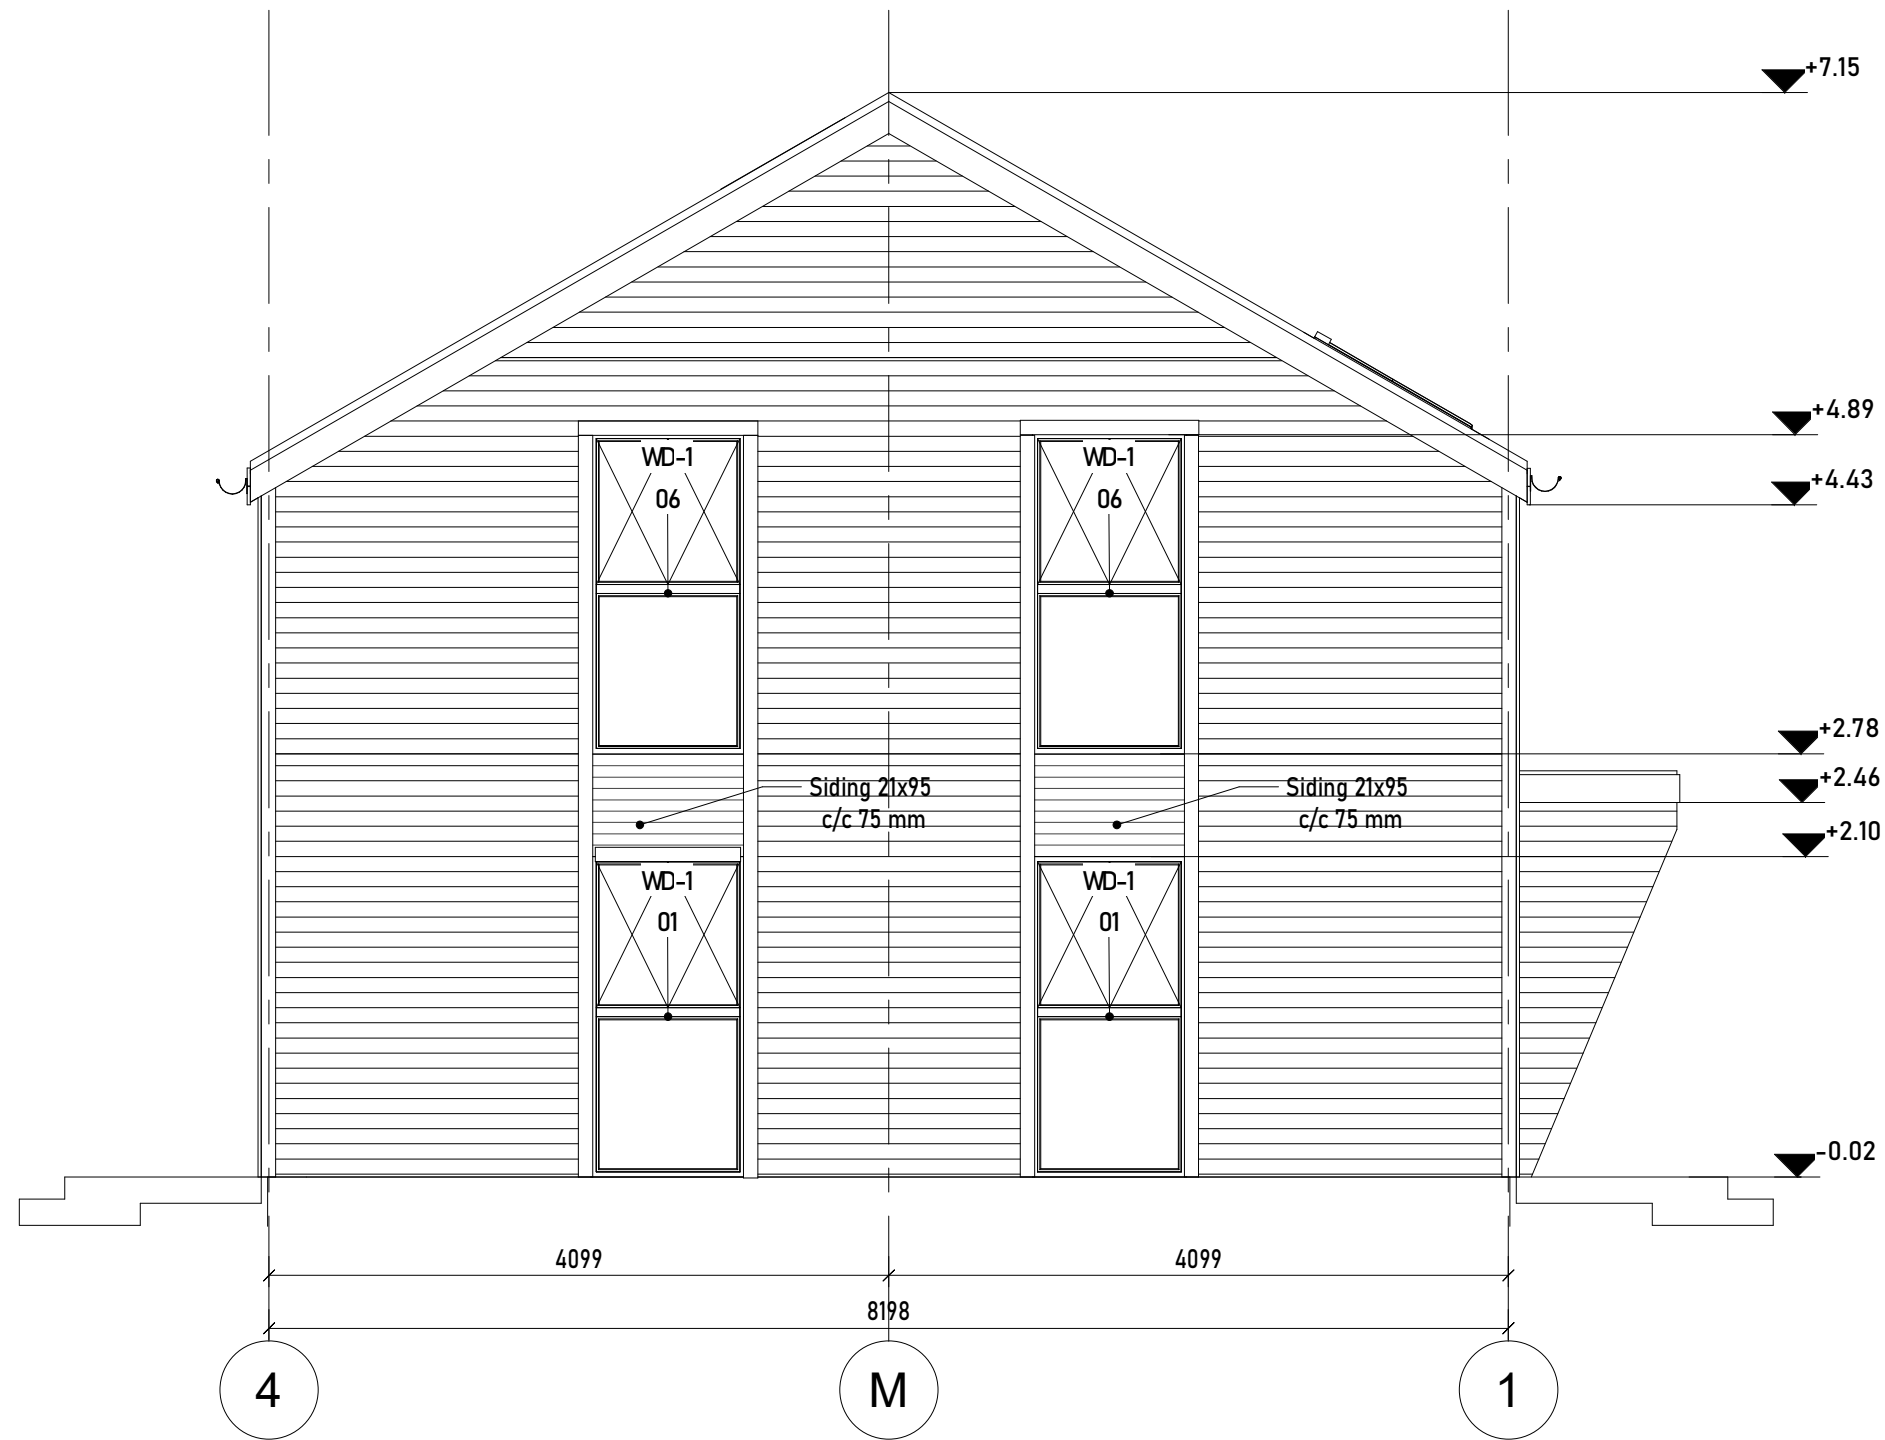 +7.15
+4.89
+4.43
WD-1
06
WD-1
06
+2.78
+2.46
+2.10
Siding 21x95
c/c 75 mm
Siding 21x95
c/c 75 mm
WD-1
01
WD-1
01
-0.02
4099
4099
8198
4
M
1